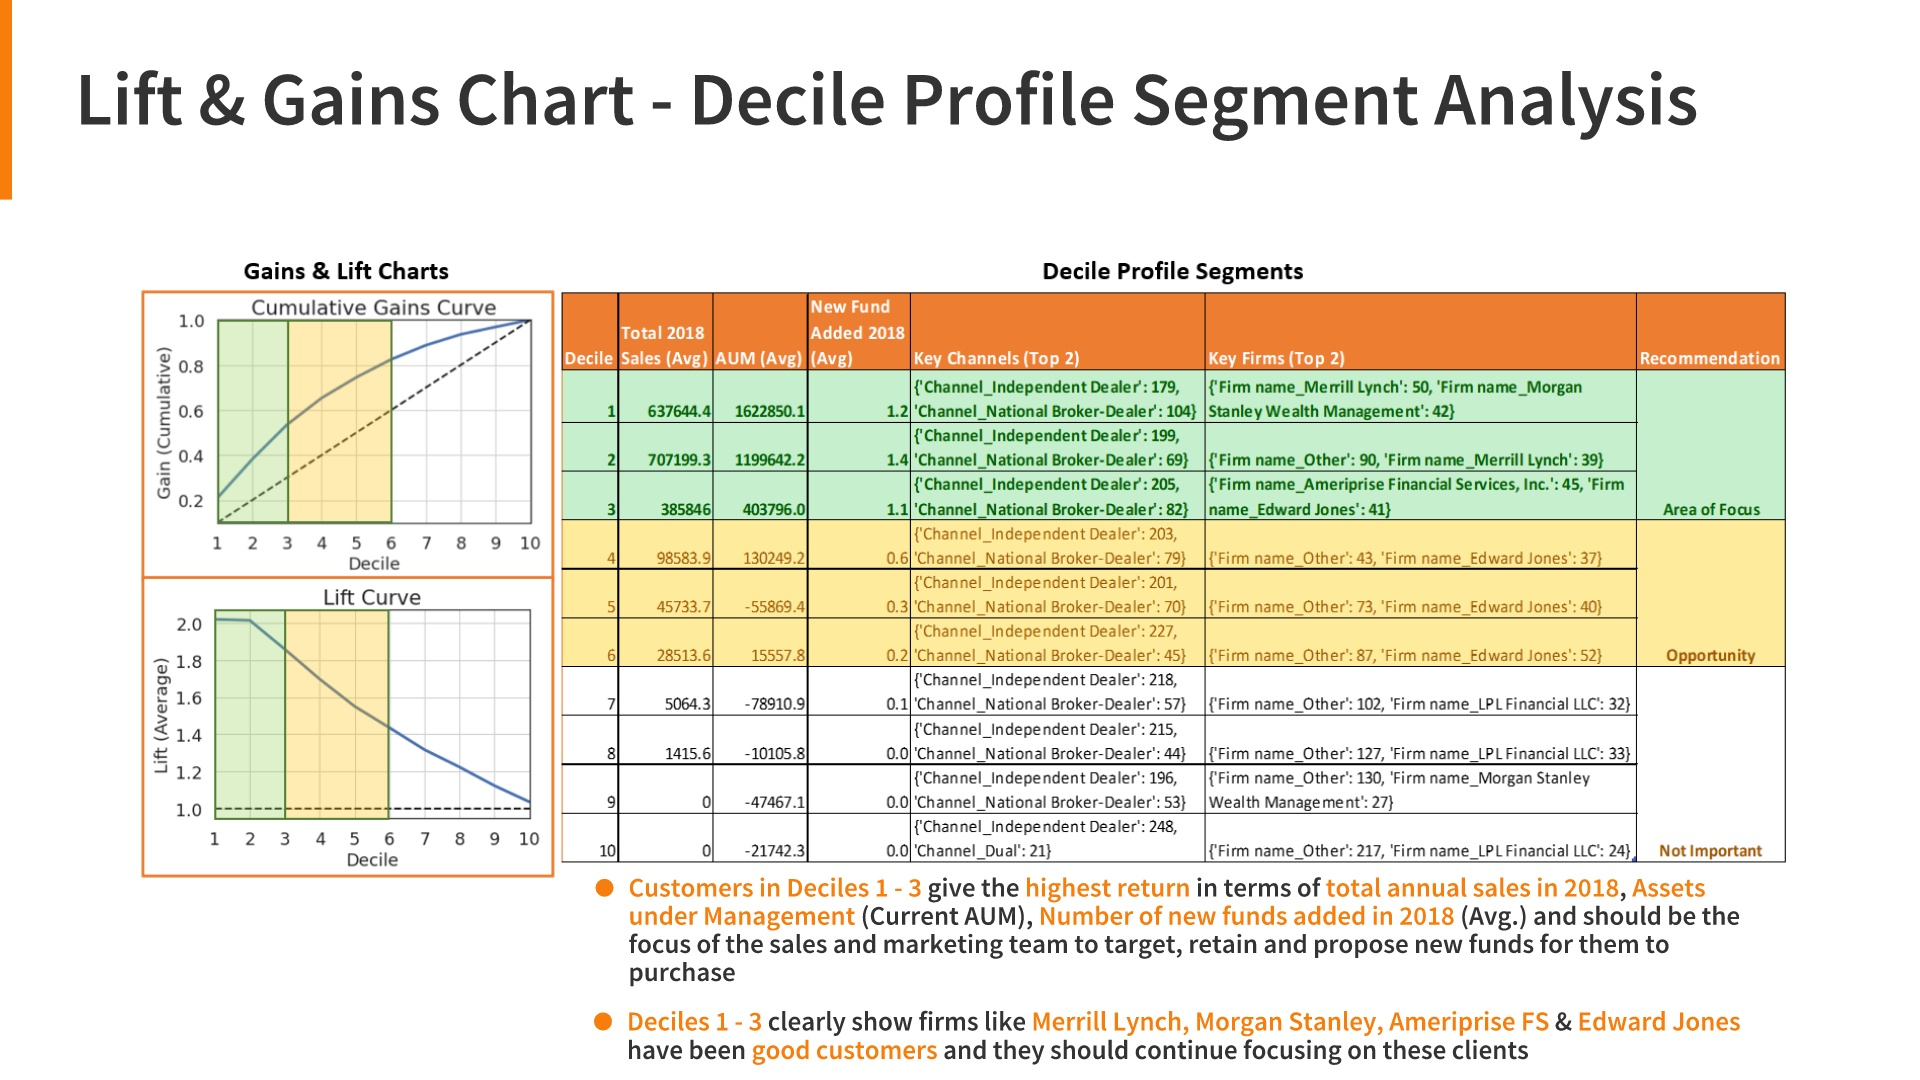 Lift & Gains Chart - Decile Profile Segment Analysis
Gains & Lift Charts
Cumulative Gains Curve
Gain (Cumulative)
1.0
0.8
0.6
0.4
0.2
1 2 3 4 5 6 7 8 9 10
Decile
Lift Curve
Lift (Average)
2.0
1.8
1.6
1.4
1.2
1.0
1 2 3 4 5 6 7 8 9 10
Decile
Decile Profile Segments
Decile Total 2018 Sales (Avg) AUM (Avg) New Fund Added 2018 (Avg) Key Channels (Top 2) Key Firms (Top 2) Recommendation
1 637644.4 1622850.1 1.2 {'Channel_Independent Dealer': 179, 'Channel_National Broker-Dealer': 104} {'Firm name_Merrill Lynch': 50, 'Firm name_Morgan Stanley Wealth Management': 42}
2 707199.3 1199642.2 1.4 {'Channel_Independent Dealer': 199, 'Channel_National Broker-Dealer': 69} {'Firm name_Other': 90, 'Firm name_Merrill Lynch': 39}
3 385846 403796.0 1.1 {'Channel_Independent Dealer': 205, 'Channel_National Broker-Dealer': 82} {'Firm name_Ameriprise Financial Services, Inc.': 45, 'Firm name_Edward Jones': 41} Area of Focus
4 98583.9 130249.2 0.6 {'Channel_Independent Dealer': 203, 'Channel_National Broker-Dealer': 79} {'Firm name_Other': 43, 'Firm name_Edward Jones': 37}
5 45733.7 -55869.4 0.3 {'Channel_Independent Dealer': 201, 'Channel_National Broker-Dealer': 70} {'Firm name_Other': 73, 'Firm name_Edward Jones': 40}
6 28513.6 15557.8 0.2 {'Channel_Independent Dealer': 227, 'Channel_National Broker-Dealer': 45} {'Firm name_Other': 87, 'Firm name_Edward Jones': 52} Opportunity
7 5064.3 -78910.9 0.1 {'Channel_Independent Dealer': 218, 'Channel_National Broker-Dealer': 57} {'Firm name_Other': 102, 'Firm name_LPL Financial LLC': 32}
8 1415.6 -10105.8 0.0 {'Channel_Independent Dealer': 215, 'Channel_National Broker-Dealer': 44} {'Firm name_Other': 127, 'Firm name_LPL Financial LLC': 33}
9 0 -47467.1 0.0 {'Channel_Independent Dealer': 196, 'Channel_National Broker-Dealer': 53} {'Firm name_Other': 130, 'Firm name_Morgan Stanley Wealth Management': 27}
10 0 -21742.3 0.0 {'Channel_Independent Dealer': 248, 'Channel_Dual': 21} {'Firm name_Other': 217, 'Firm name_LPL Financial LLC': 24} Not Important
● Customers in Deciles 1 - 3 give the highest return in terms of total annual sales in 2018, Assets
under Management (Current AUM), Number of new funds added in 2018 (Avg.) and should be the
focus of the sales and marketing team to target, retain and propose new funds for them to
purchase
● Deciles 1 - 3 clearly show firms like Merrill Lynch, Morgan Stanley, Ameriprise FS & Edward Jones
have been good customers and they should continue focusing on these clients